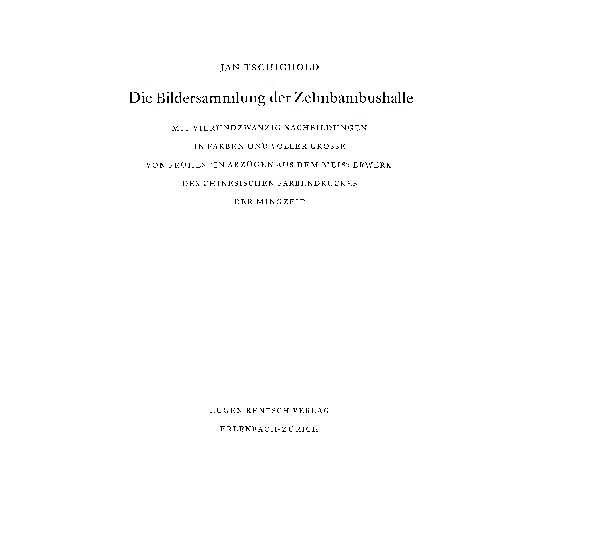 JAN TSCHICHOLD
Die Bildersammlung der Zehnbambushalle
MIT VIERUNDZWANZIG NACHBILDUNGEN
IN FARBEN UND VOLLER GRÖSSE
VON FRÜHESTEN ABZÜGEN AUS DEM MEISTERWERK
DES CHINESISCHEN FARBENDRUCKES
DER MINGZEIT
EUGEN RENTSCH VERLAG
ERLENBACH-ZÜRICH